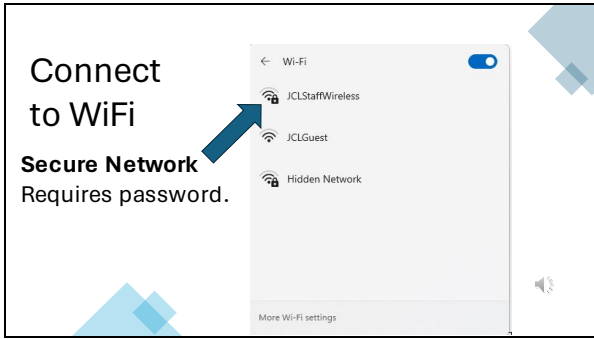 Connect
to WiFi
Secure Network
Requires password.
← Wi-Fi
JCLStaffWireless
JCLGuest
Hidden Network
More Wi-Fi settings